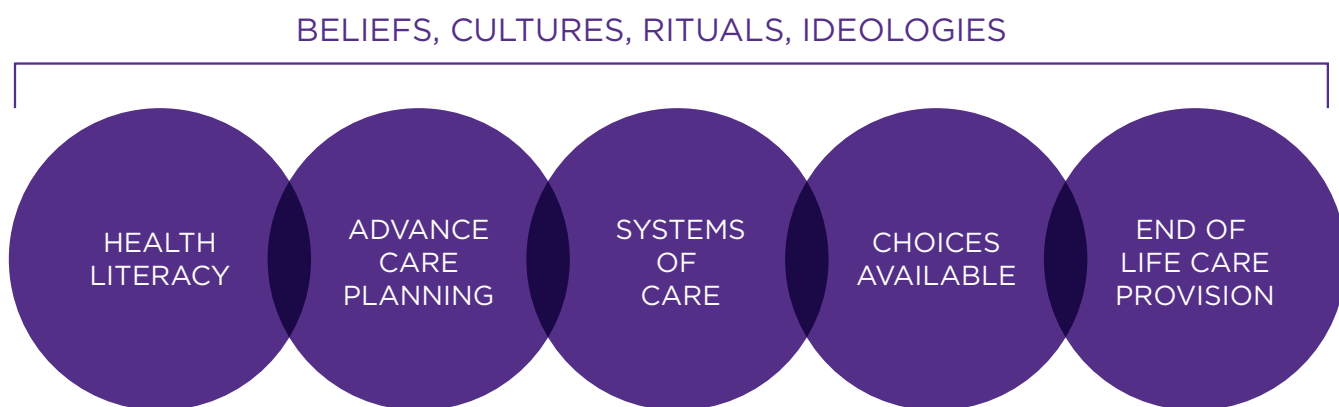 BELIEFS, CULTURES, RITUALS, IDEOLOGIES
HEALTH
LITERACY
ADVANCE
CARE
PLANNING
SYSTEMS
OF
CARE
CHOICES
AVAILABLE
END OF
LIFE CARE
PROVISION